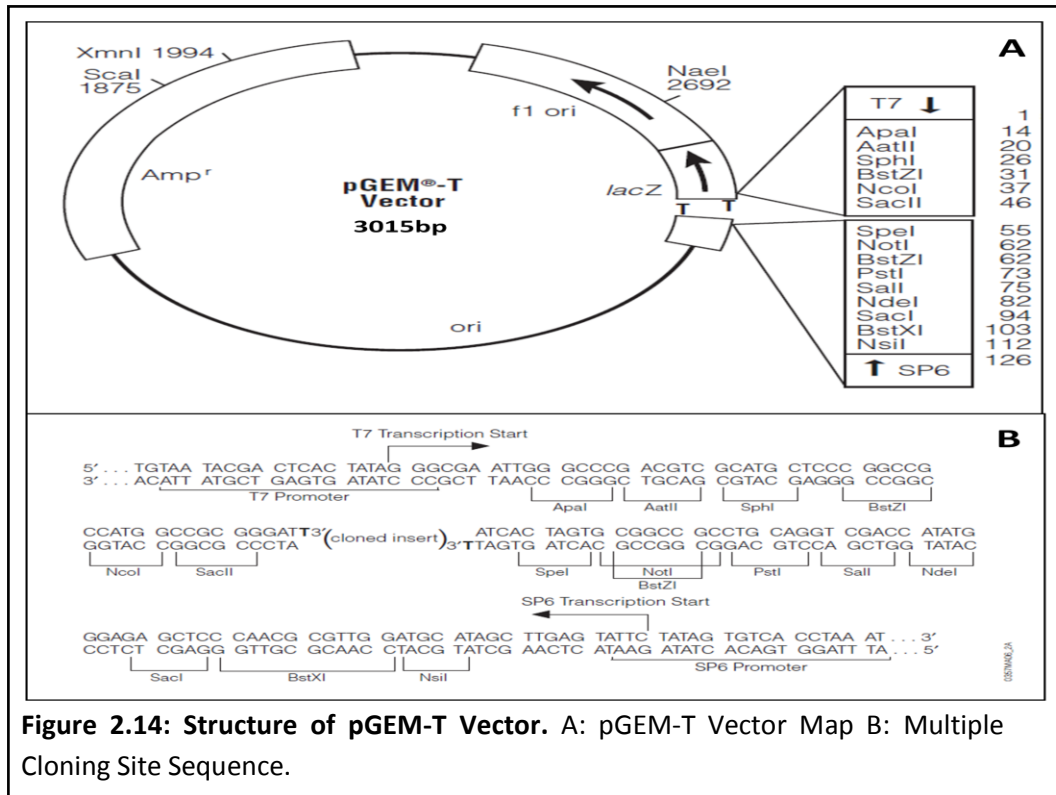 A
XmnI 1994
ScaI
1875
NaeI
2692
f1 ori
Ampʳ
pGEM®-T
Vector
3015bp
lacZ
T T
ori
T7 ↓
1
ApaI 14
AatII 20
SphI 26
BstZI 31
NcoI 37
SacII 46
SpeI 55
NotI 62
BstZI 62
PstI 73
SalI 75
NdeI 82
SacI 94
BstXI 103
NsiI 112
↑ SP6 126
B
T7 Transcription Start
5′ . . . TGTAA TACGA CTCAC TATAG GGCGA ATTGG GCCCG ACGTC GCATG CTCCC GGCCG
3′ . . . ACATT ATGCT GAGTG ATATC CCGCT TAACC CGGGC TGCAG CGTAC GAGGG CCGGC
T7 Promoter
ApaI AatII SphI BstZI
CCATG GCCGC GGGATT3′ (cloned insert) ATCAC TAGTG CGGCC GCCTG CAGGT CGACC ATATG
GGTAC CGGCG CCCTA 3′TTAGTG ATCAC GCCGG CGGAC GTCCA GCTGG TATAC
NcoI SacII SpeI NotI PstI SalI NdeI
BstZI
SP6 Transcription Start
GGAGA GCTCC CAACG CGTTG GATGC ATAGC TTGAG TATTC TATAG TGTCA CCTAA AT . . . 3′
CCTCT CGAGG GTTGC GCAAC CTACG TATCG AACTC ATAAG ATATC ACAGT GGATT TA . . . 5′
SacI BstXI NsiI SP6 Promoter
Figure 2.14: Structure of pGEM-T Vector. A: pGEM-T Vector Map B: Multiple
Cloning Site Sequence.